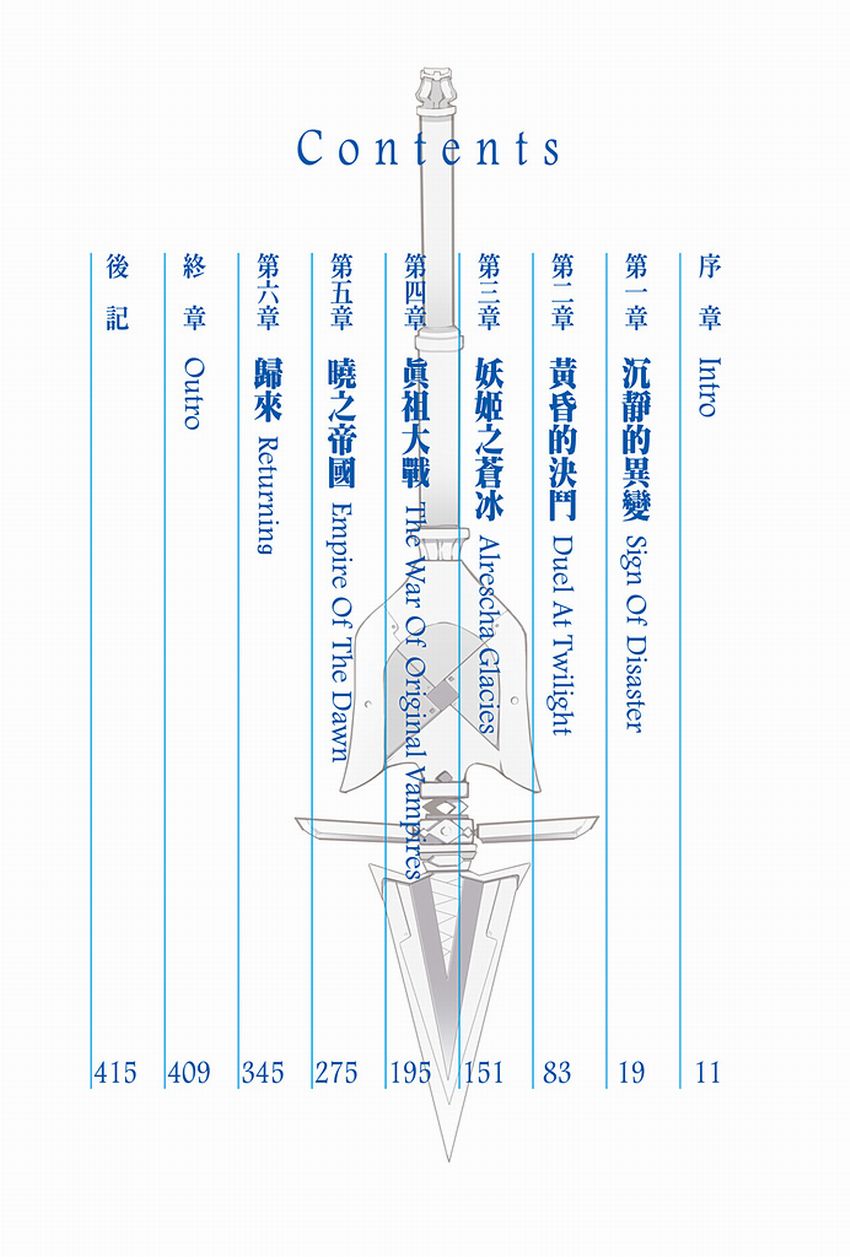 Contents
序章 Intro 11
第一章 沉靜的異變 Sign Of Disaster 19
第二章 黃昏的決鬥 Duel At Twilight 83
第三章 妖姬之蒼冰 Alrescha Glacies 151
第四章 眞祖大戰 The War Of Original Vampires 195
第五章 曉之帝國 Empire Of The Dawn 275
第六章 歸來 Returning 345
終章 Outro 409
後記 415